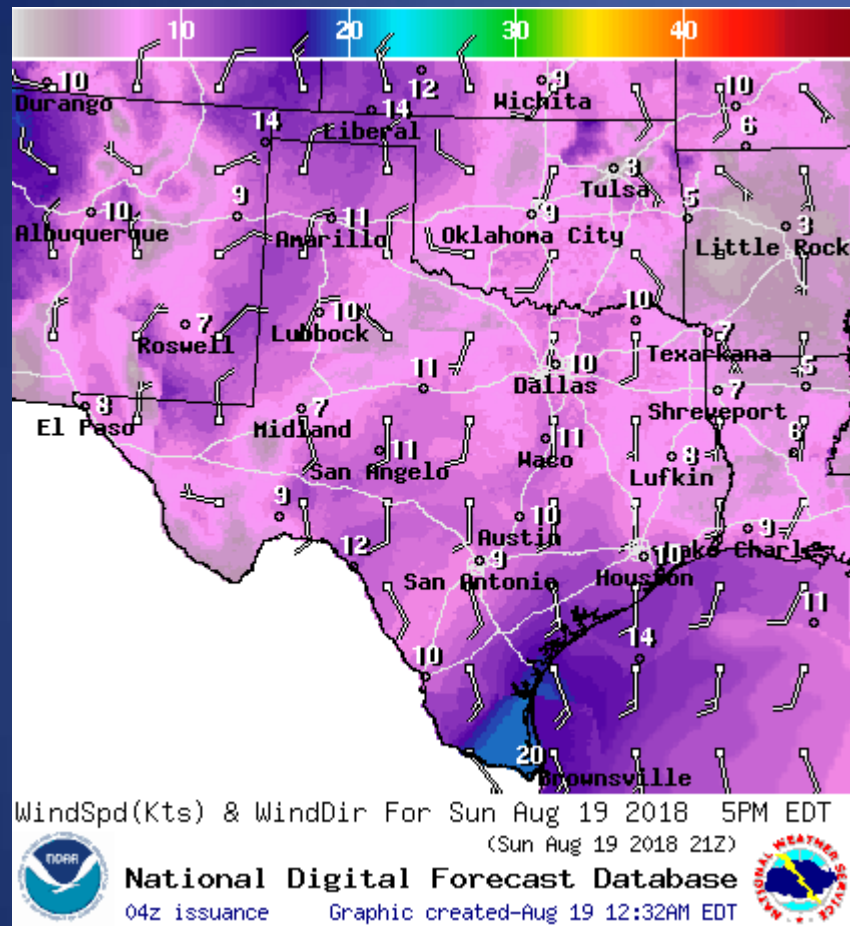 10 20 30 40
10 12 9 10
Durango Wichita
14 14 6
Liberal
3
Tulsa
10 9 11 9 5 3
Albuquerque Amarillo Oklahoma City Little Rock
7 10 10 7
Roswell Lubbock Texarkana
11 10 5
Dallas
8 7 7
El Paso Midland Shreveport
11 11 8 6
San Angelo Waco Lufkin
9 10 9
Austin Lake Charles
12 9 10
San Antonio Houston
14 11
10
20
Brownsville
WindSpd(Kts) & WindDir For Sun Aug 19 2018 5PM EDT
(Sun Aug 19 2018 21Z)
NOAA
National Digital Forecast Database
04z issuance Graphic created-Aug 19 12:32AM EDT
NATIONAL WEATHER SERVICE